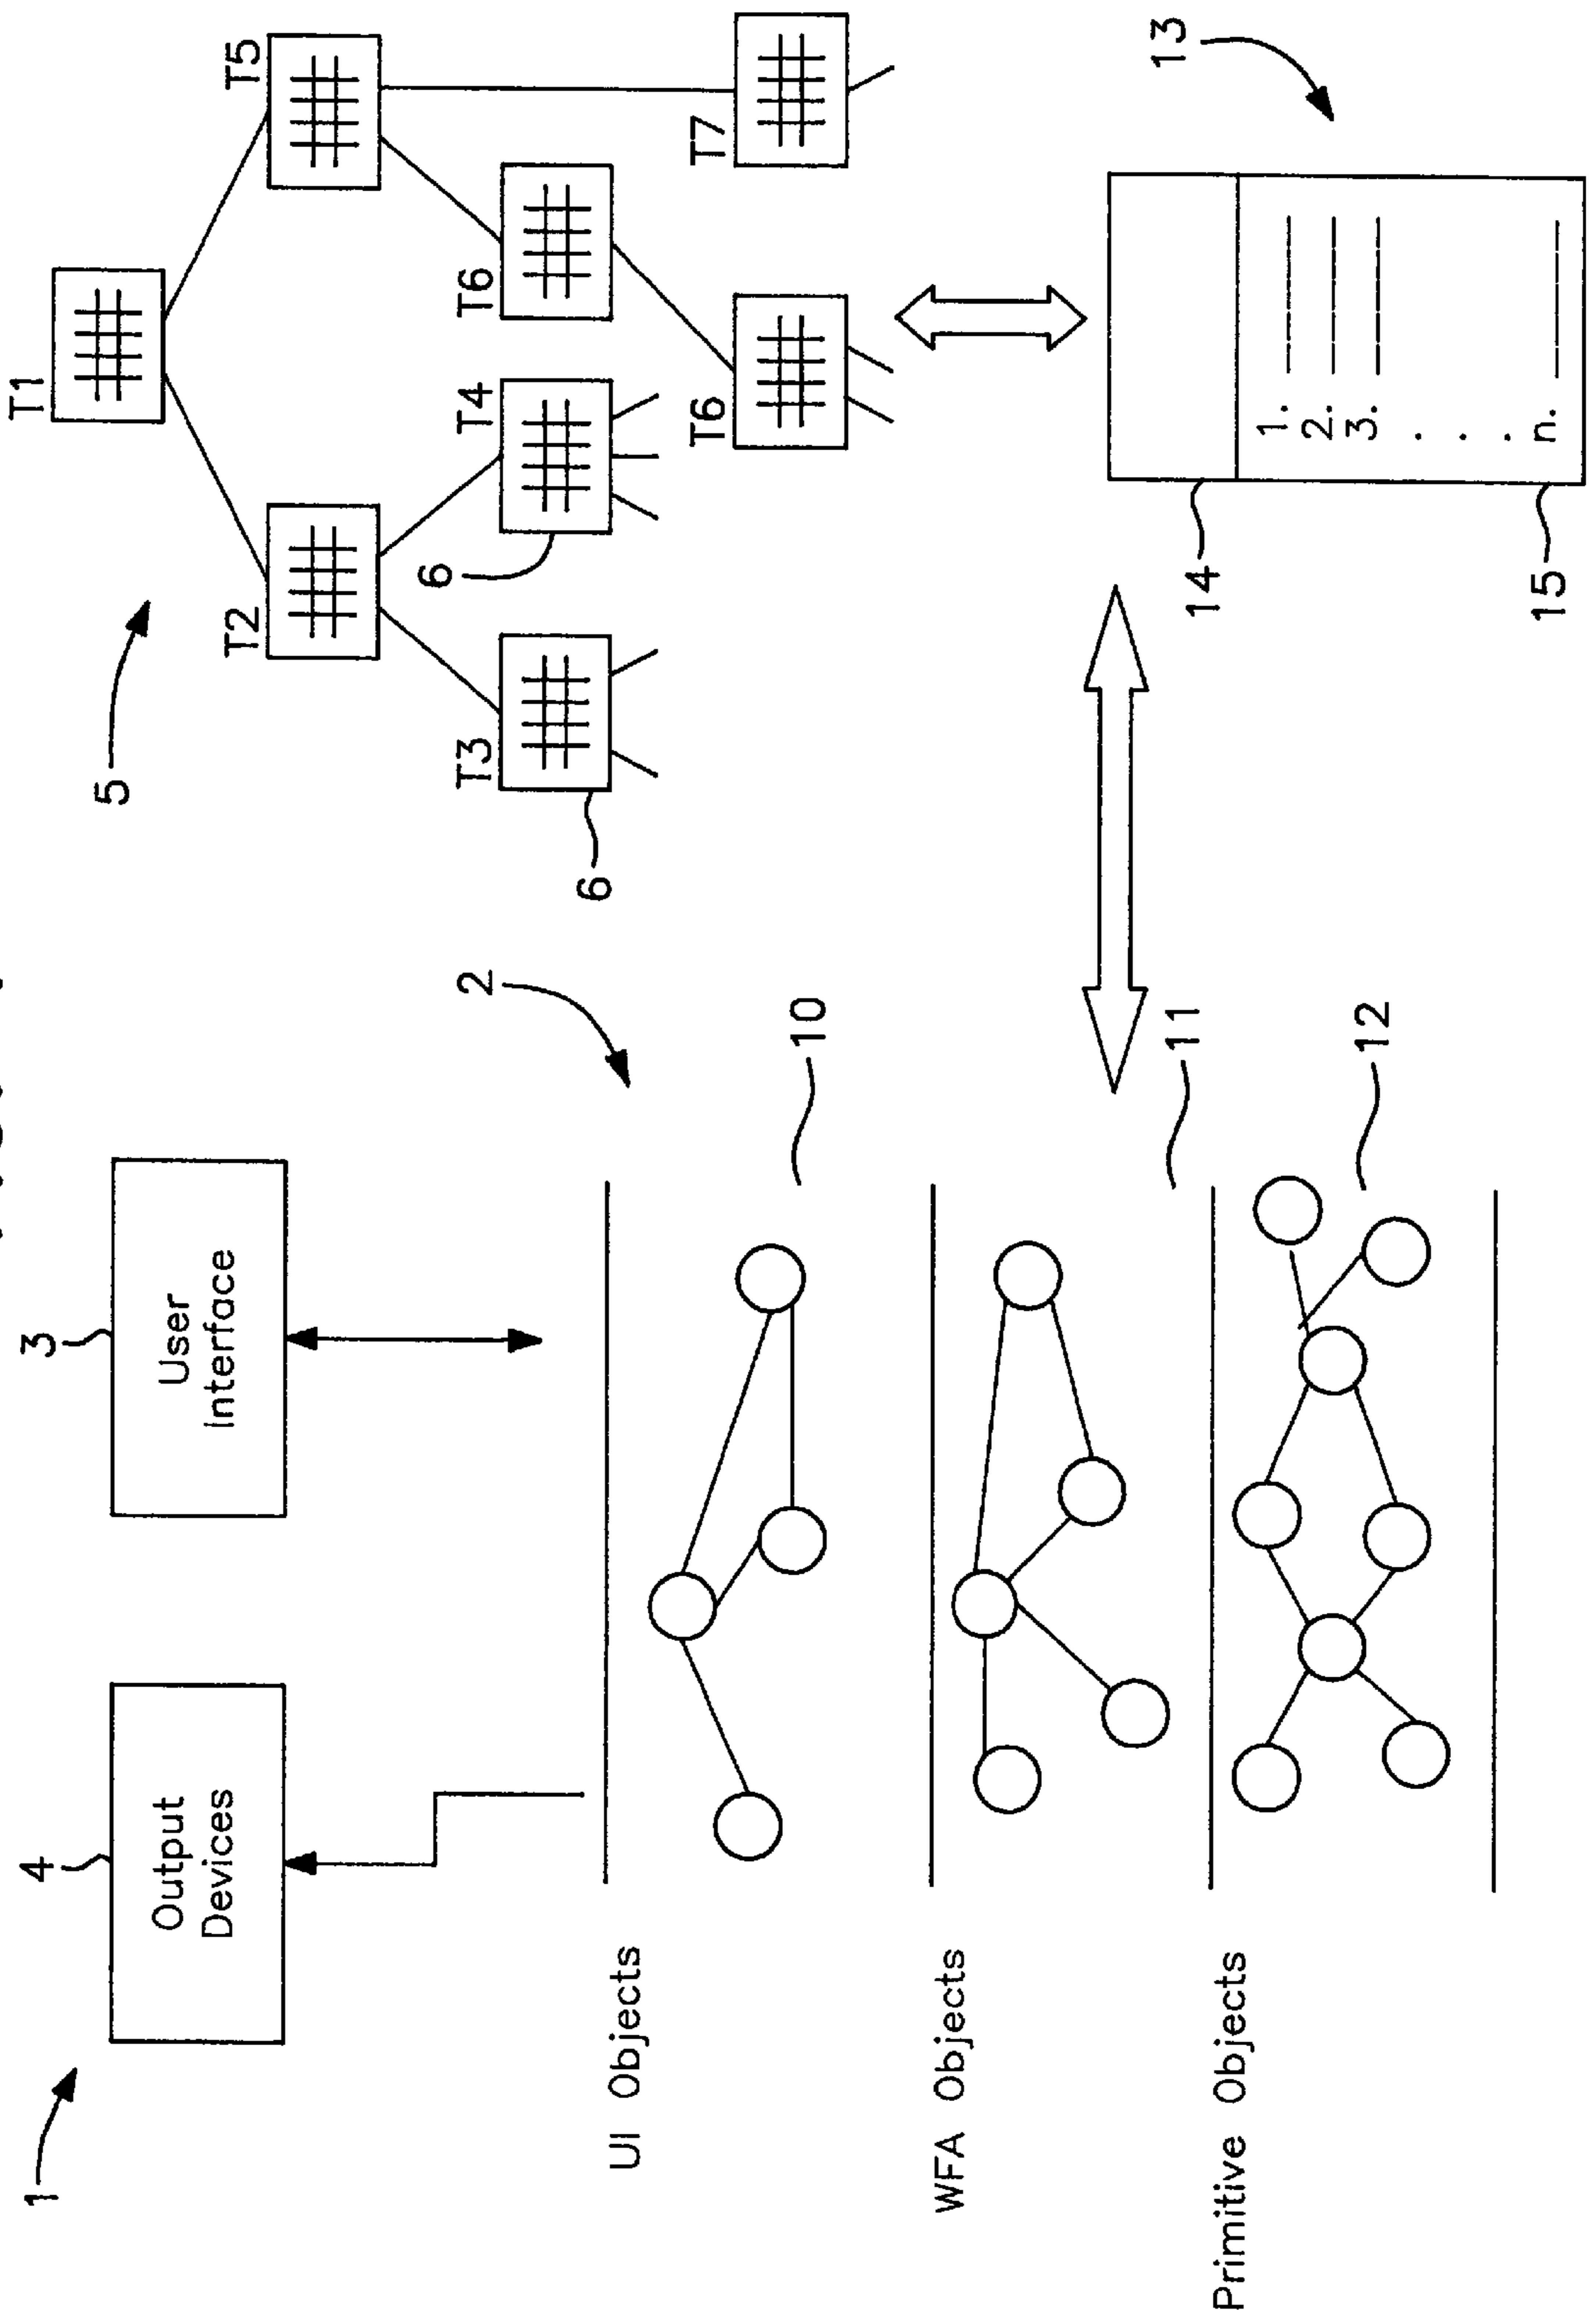 1
4
3
T1
Output
Devices
User
Interface
5
T2
T5
2
6
T3
T4
T6
6
T6
T7
UI Objects
10
WFA Objects
11
13
Primitive Objects
12
14
1.
2.
3.
.
.
.
n.
15